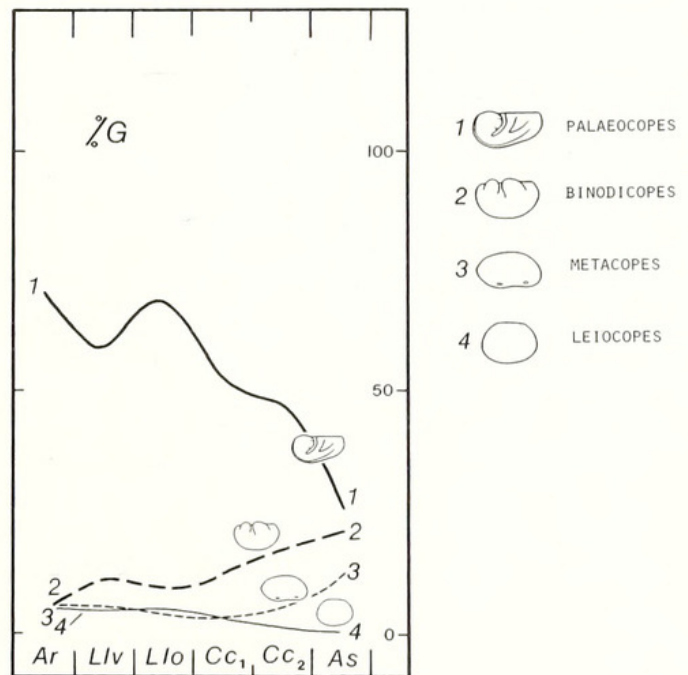 %G
100
50
0
1
1
2
2
3
3
4
4
Ar Llv Llo Cc1 Cc2 As
1 PALAEOCOPES
2 BINODICOPES
3 METACOPES
4 LEIOCOPES